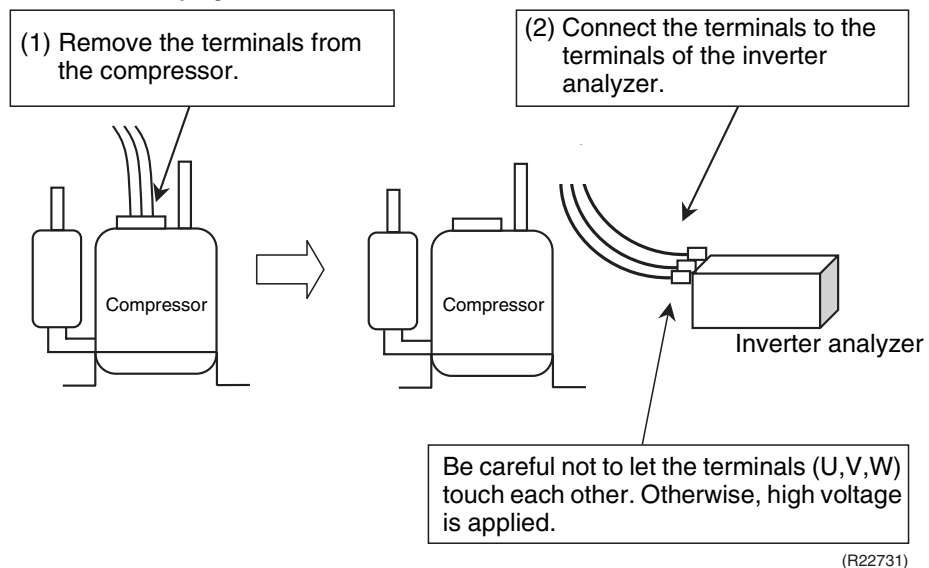 (1) Remove the terminals from
the compressor.
(2) Connect the terminals to the
terminals of the inverter
analyzer.
Compressor
Compressor
Inverter analyzer
Be careful not to let the terminals (U,V,W)
touch each other. Otherwise, high voltage
is applied.
(R22731)